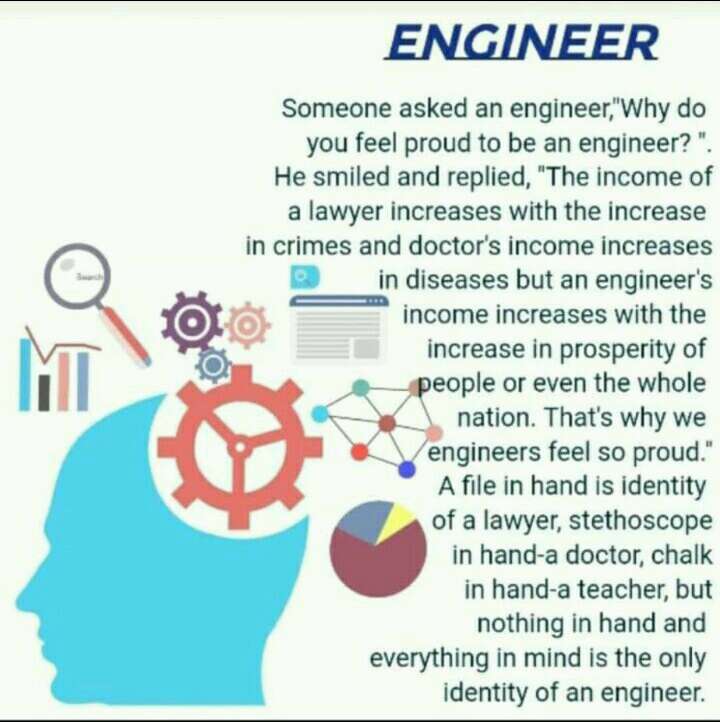 ENGINEER
Someone asked an engineer,"Why do
you feel proud to be an engineer? ".
He smiled and replied, "The income of
a lawyer increases with the increase
in crimes and doctor's income increases
Search
in diseases but an engineer's
income increases with the
increase in prosperity of
people or even the whole
nation. That's why we
engineers feel so proud."
A file in hand is identity
of a lawyer, stethoscope
in hand-a doctor, chalk
in hand-a teacher, but
nothing in hand and
everything in mind is the only
identity of an engineer.